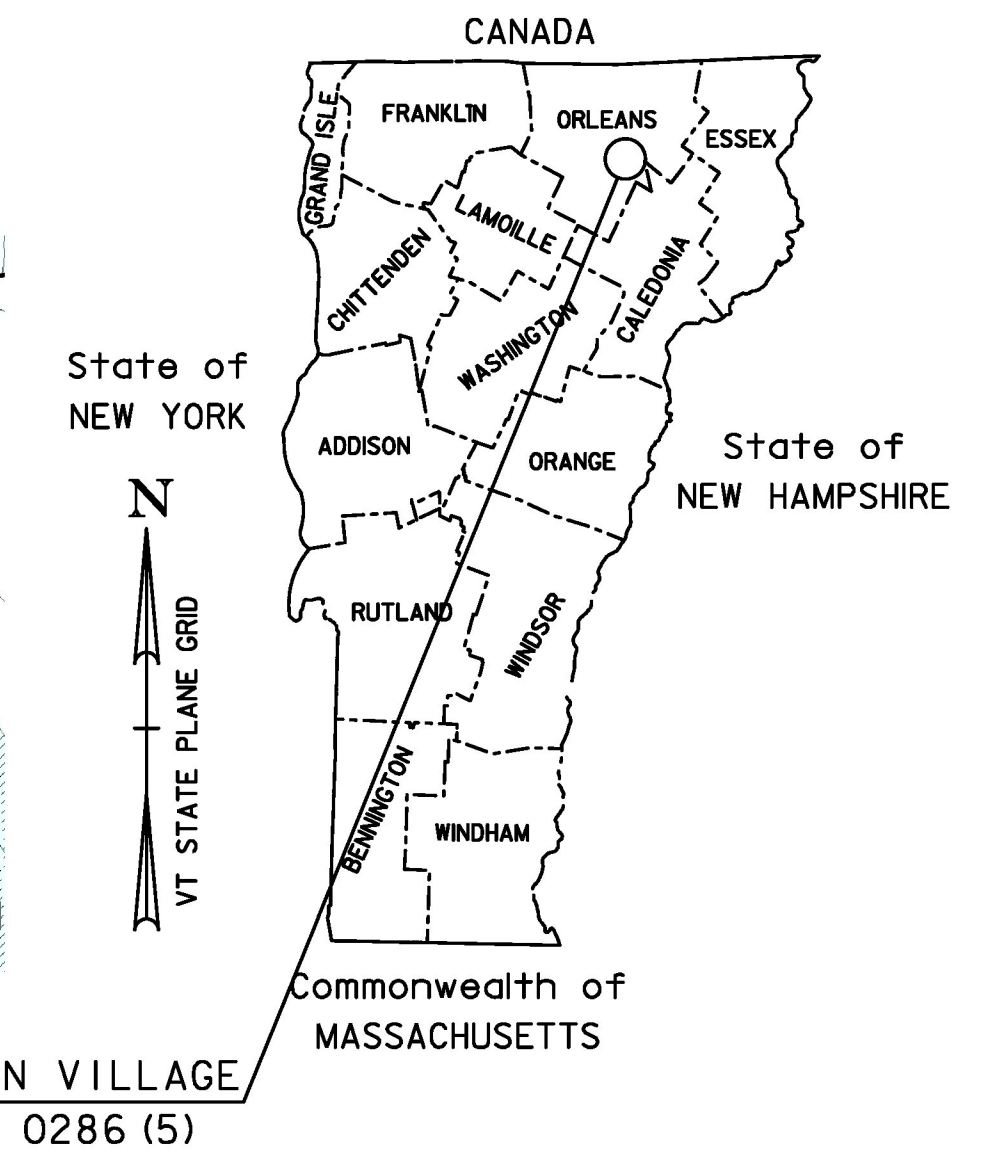 CANADA
FRANKLIN
ORLEANS
ESSEX
GRAND ISLE
LAMOILLE
CHITTENDEN
CALEDONIA
WASHINGTON
State of
NEW YORK
ADDISON
ORANGE
State of
NEW HAMPSHIRE
N
VT STATE PLANE GRID
RUTLAND
WINDSOR
BENNINGTON
WINDHAM
Commonwealth of
MASSACHUSETTS
N VILLAGE
0286 (5)